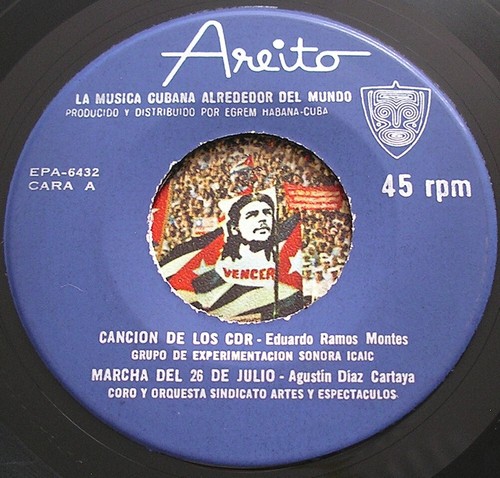 Areito
LA MUSICA CUBANA ALREDEDOR DEL MUNDO
PRODUCIDO Y DISTRIBUIDO POR EGREM HABANA-CUBA
EPA-6432
CARA A
45 rpm
VENCER
CANCION DE LOS CDR - Eduardo Ramos Montes
GRUPO DE EXPERIMENTACION SONORA ICAIC
MARCHA DEL 26 DE JULIO - Agustín Díaz Cartaya
CORO Y ORQUESTA SINDICATO ARTES Y ESPECTACULOS